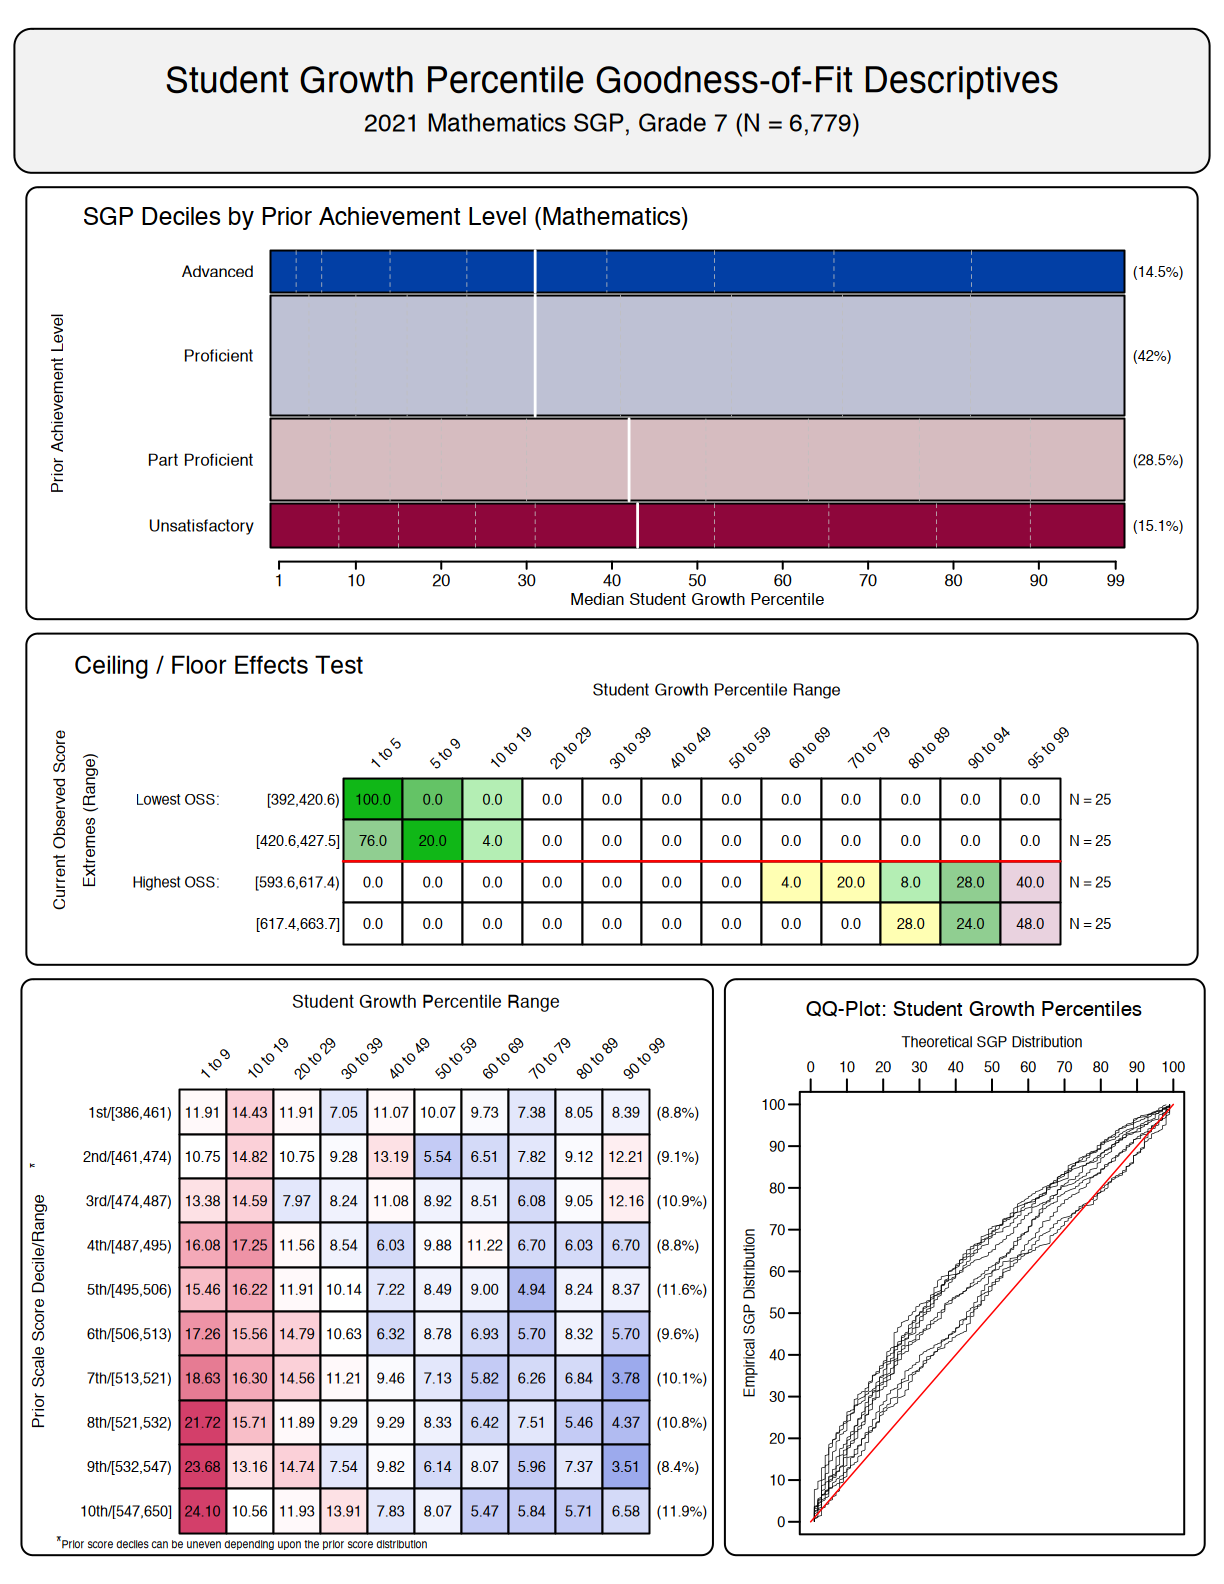 Student Growth Percentile Goodness-of-Fit Descriptives
2021 Mathematics SGP, Grade 7 (N = 6,779)
SGP Deciles by Prior Achievement Level (Mathematics)
Prior Achievement Level
Advanced (14.5%)
Proficient (42%)
Part Proficient (28.5%)
Unsatisfactory (15.1%)
1 10 20 30 40 50 60 70 80 90 99
Median Student Growth Percentile
Ceiling / Floor Effects Test
Student Growth Percentile Range
Current Observed Score
Extremes (Range)
1 to 5 5 to 9 10 to 19 20 to 29 30 to 39 40 to 49 50 to 59 60 to 69 70 to 79 80 to 89 90 to 94 95 to 99
Lowest OSS: [392,420.6) 100.0 0.0 0.0 0.0 0.0 0.0 0.0 0.0 0.0 0.0 0.0 0.0 N = 25
[420.6,427.5] 76.0 20.0 4.0 0.0 0.0 0.0 0.0 0.0 0.0 0.0 0.0 0.0 N = 25
Highest OSS: [593.6,617.4) 0.0 0.0 0.0 0.0 0.0 0.0 0.0 4.0 20.0 8.0 28.0 40.0 N = 25
[617.4,663.7] 0.0 0.0 0.0 0.0 0.0 0.0 0.0 0.0 0.0 28.0 24.0 48.0 N = 25
Student Growth Percentile Range
Prior Scale Score Decile/Range *
1 to 9 10 to 19 20 to 29 30 to 39 40 to 49 50 to 59 60 to 69 70 to 79 80 to 89 90 to 99
1st/[386,461) 11.91 14.43 11.91 7.05 11.07 10.07 9.73 7.38 8.05 8.39 (8.8%)
2nd/[461,474) 10.75 14.82 10.75 9.28 13.19 5.54 6.51 7.82 9.12 12.21 (9.1%)
3rd/[474,487) 13.38 14.59 7.97 8.24 11.08 8.92 8.51 6.08 9.05 12.16 (10.9%)
4th/[487,495) 16.08 17.25 11.56 8.54 6.03 9.88 11.22 6.70 6.03 6.70 (8.8%)
5th/[495,506) 15.46 16.22 11.91 10.14 7.22 8.49 9.00 4.94 8.24 8.37 (11.6%)
6th/[506,513) 17.26 15.56 14.79 10.63 6.32 8.78 6.93 5.70 8.32 5.70 (9.6%)
7th/[513,521) 18.63 16.30 14.56 11.21 9.46 7.13 5.82 6.26 6.84 3.78 (10.1%)
8th/[521,532) 21.72 15.71 11.89 9.29 9.29 8.33 6.42 7.51 5.46 4.37 (10.8%)
9th/[532,547) 23.68 13.16 14.74 7.54 9.82 6.14 8.07 5.96 7.37 3.51 (8.4%)
10th/[547,650] 24.10 10.56 11.93 13.91 7.83 8.07 5.47 5.84 5.71 6.58 (11.9%)
*Prior score deciles can be uneven depending upon the prior score distribution
QQ-Plot: Student Growth Percentiles
Theoretical SGP Distribution
0 10 20 30 40 50 60 70 80 90 100
Empirical SGP Distribution
100
90
80
70
60
50
40
30
20
10
0